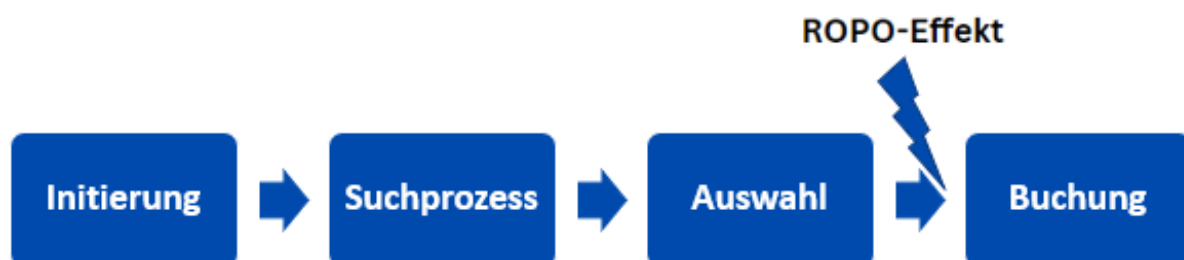 ROPO-Effekt
Initierung
Suchprozess
Auswahl
Buchung